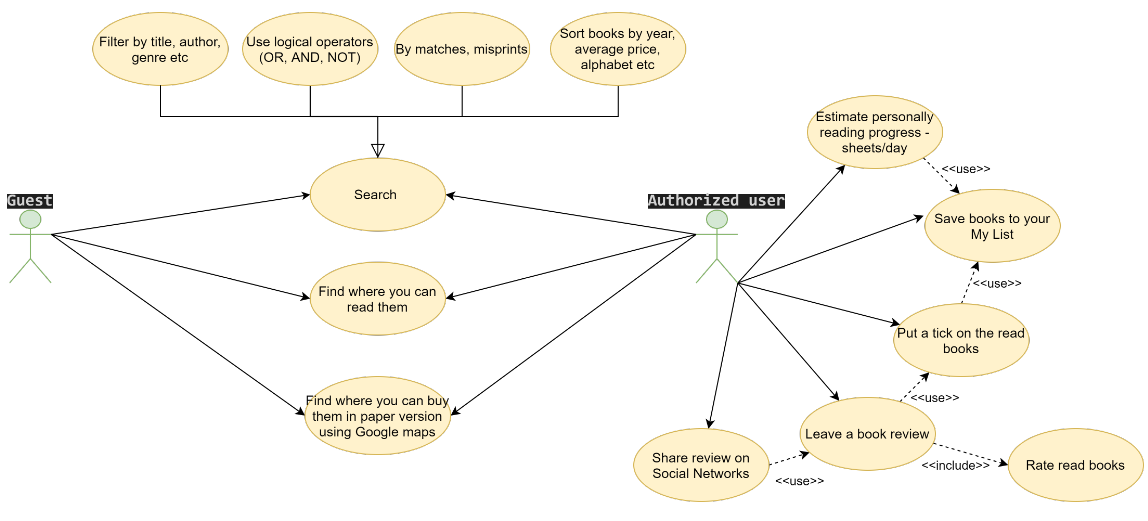 Filter by title, author,
genre etc
Use logical operators
(OR, AND, NOT)
By matches, misprints
Sort books by year,
average price,
alphabet etc
Estimate personally
reading progress -
sheets/day
<<use>>
Search
Guest
Authorized user
Save books to your
My List
Find where you can
read them
<<use>>
Put a tick on the read
books
Find where you can buy
them in paper version
using Google maps
<<use>>
Leave a book review
Share review on
Social Networks
<<use>>
<<include>>
Rate read books